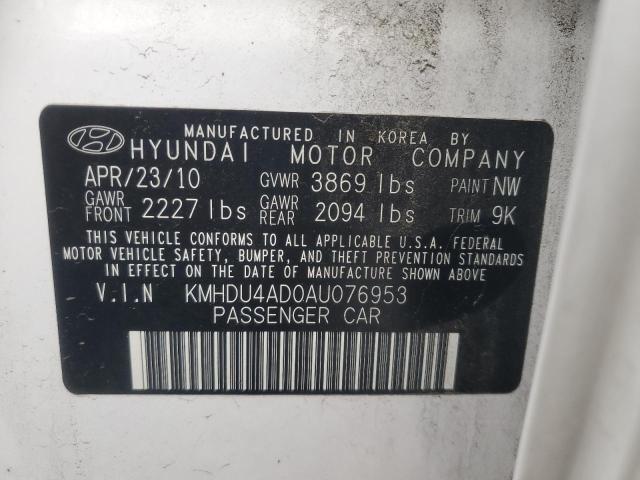 MANUFACTURED IN KOREA BY
HYUNDAI MOTOR COMPANY
APR/23/10 GVWR 3869 lbs PAINT NW
GAWR FRONT 2227 lbs GAWR REAR 2094 lbs TRIM 9K
THIS VEHICLE CONFORMS TO ALL APPLICABLE U.S.A. FEDERAL
MOTOR VEHICLE SAFETY, BUMPER, AND THEFT PREVENTION STANDARDS
IN EFFECT ON THE DATE OF MANUFACTURE SHOWN ABOVE
V.I.N KMHDU4AD0AU076953
PASSENGER CAR